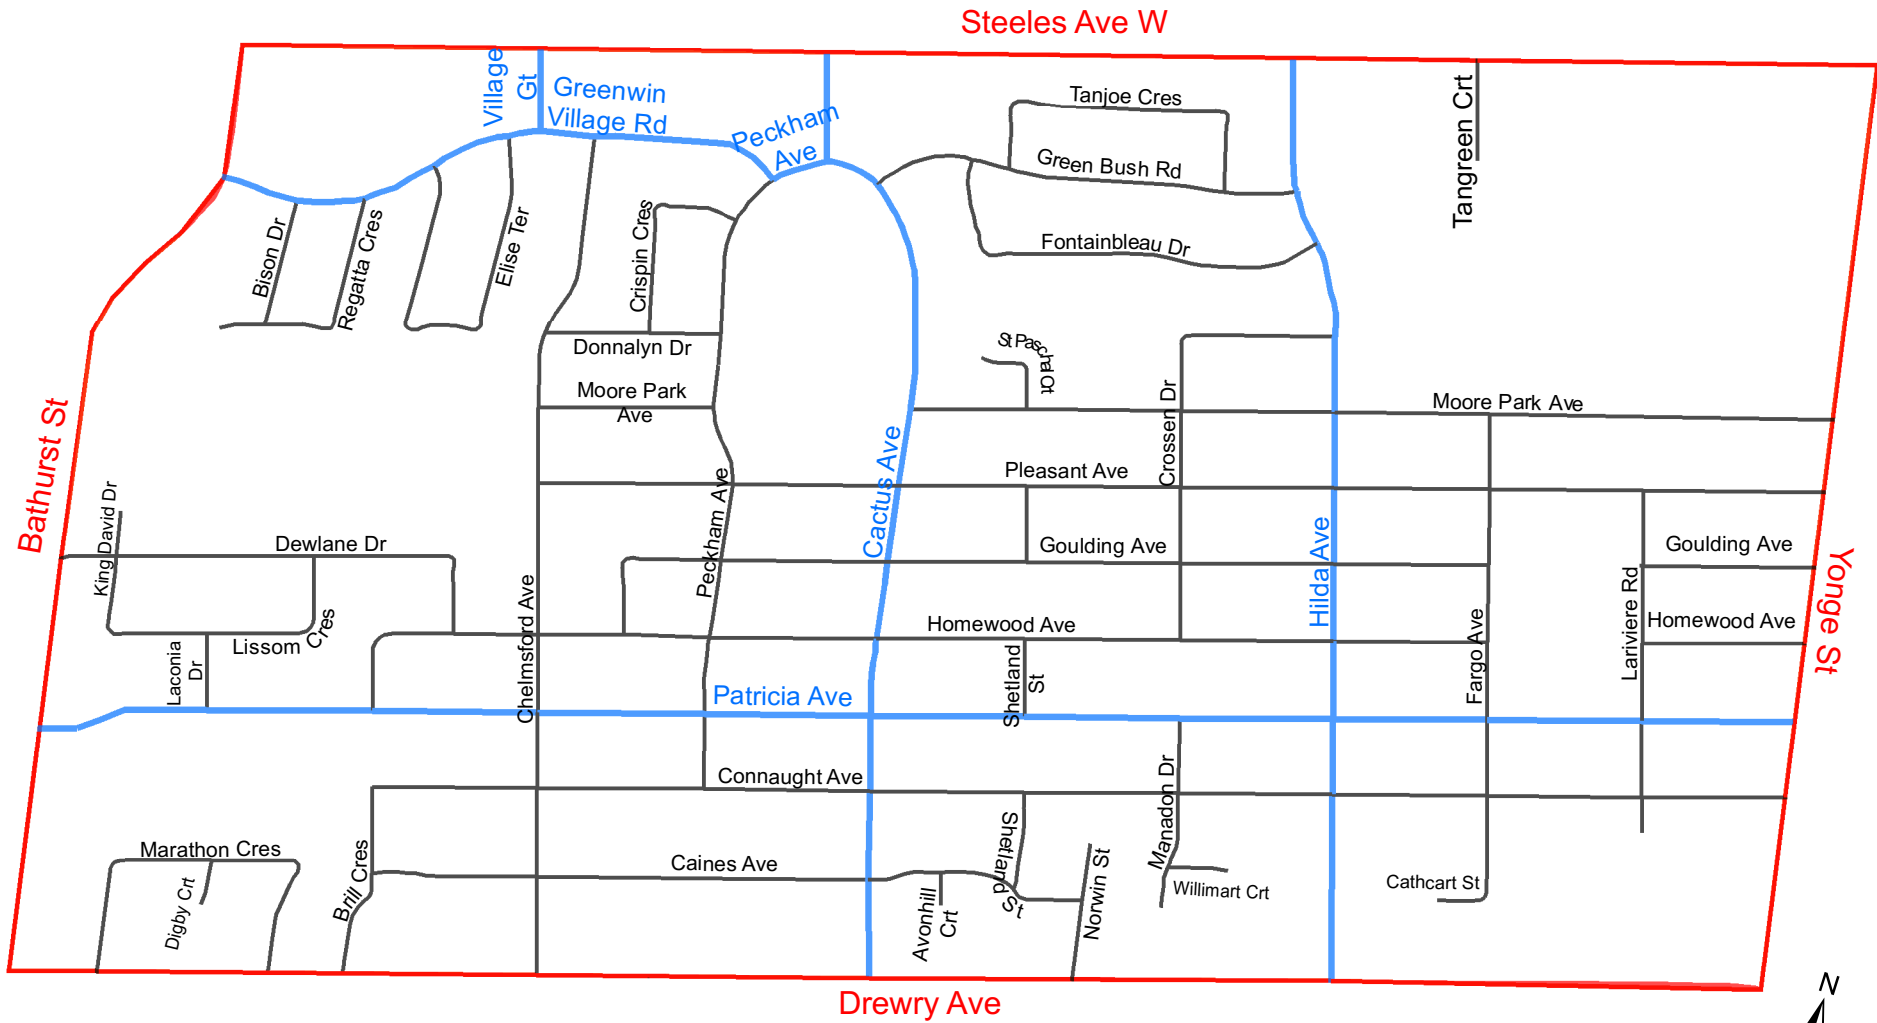 Steeles Ave W
Village
Gt
Greenwin
Village Rd
Peckham
Ave
Tanjoe Cres
Green Bush Rd
Tangreen Crt
Bison Dr
Regatta Cres
Elise Ter
Crispin Cres
Fontainbleau Dr
Donnalyn Dr
St Paschal Crt
Moore Park
Ave
Crossen Dr
Moore Park Ave
Bathurst St
Cactus Ave
Pleasant Ave
King David Dr
Peckham Ave
Dewlane Dr
Goulding Ave
Hilda Ave
Goulding Ave
Yonge St
Chelmsford Ave
Lariviere Rd
Homewood Ave
Homewood Ave
Fargo Ave
Lissom Cres
Laconia
Dr
Shetland
St
Patricia Ave
Connaught Ave
Manadon Dr
Marathon Cres
Digby Crt
Brill Cres
Caines Ave
Shetland St
Avonhill
Crt
Norwin St
Willimart Crt
Cathcart St
Drewry Ave
N